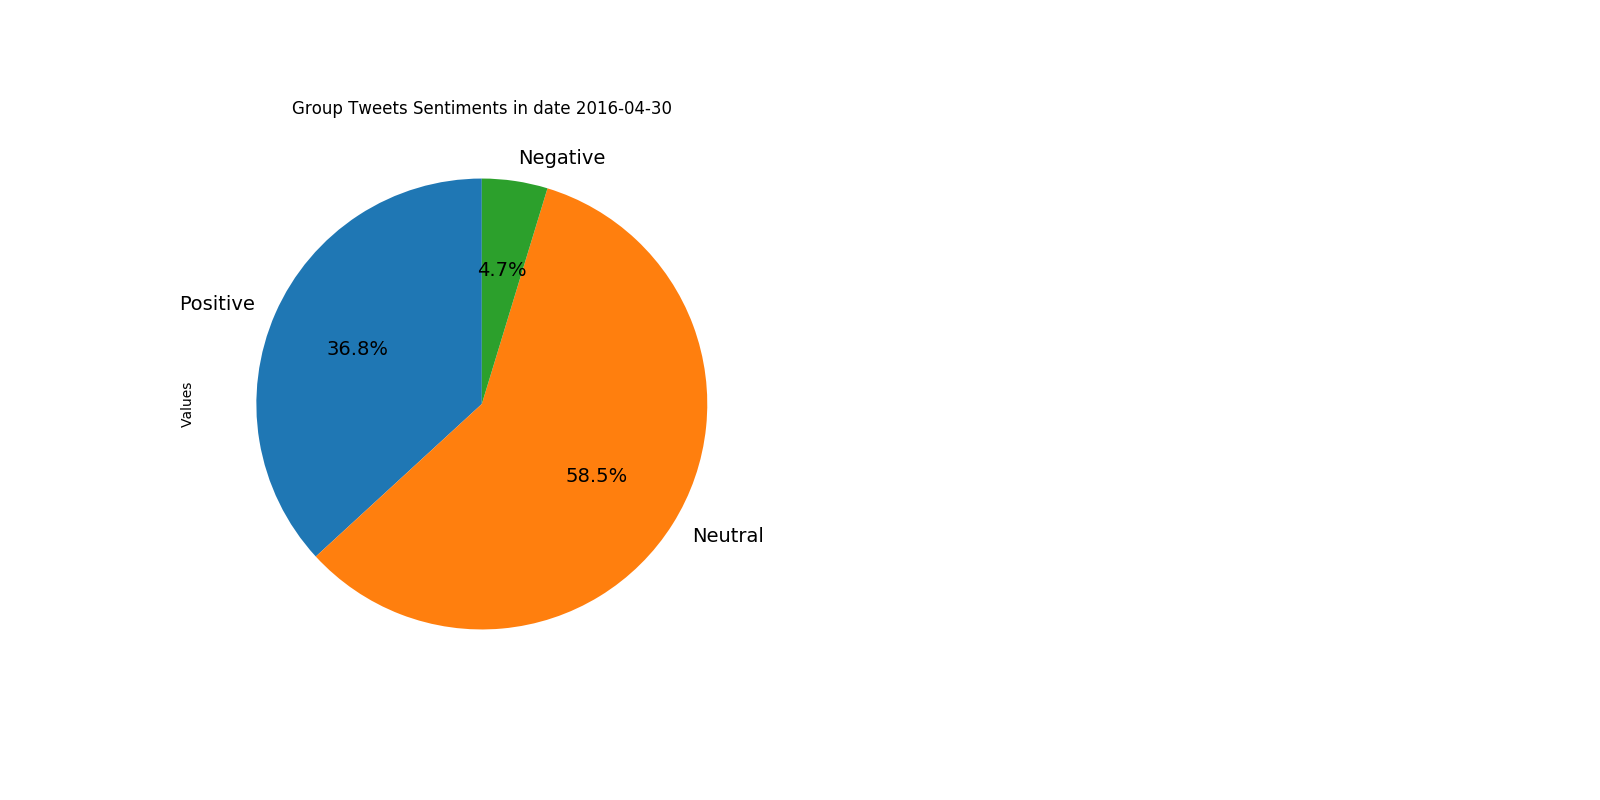 Group Tweets Sentiments in date 2016-04-30
Negative
4.7%
Positive
36.8%
Values
58.5%
Neutral